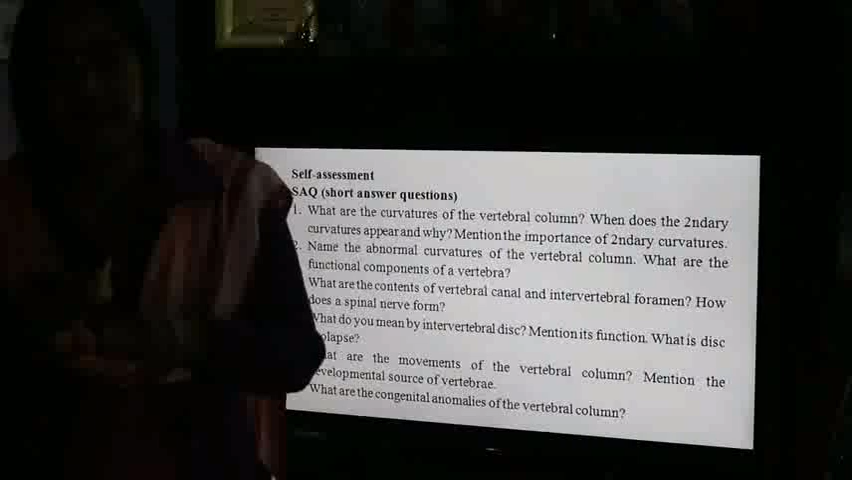 Self-assessment
SAQ (short answer questions)
1. What are the curvatures of the vertebral column? When does the 2ndary
curvatures appear and why? Mention the importance of 2ndary curvatures.
2. Name the abnormal curvatures of the vertebral column. What are the
functional components of a vertebra?
What are the contents of vertebral canal and intervertebral foramen? How
does a spinal nerve form?
What do you mean by intervertebral disc? Mention its function. What is disc
olapse?
at are the movements of the vertebral column? Mention the
evelopmental source of vertebrae.
What are the congenital anomalies of the vertebral column?